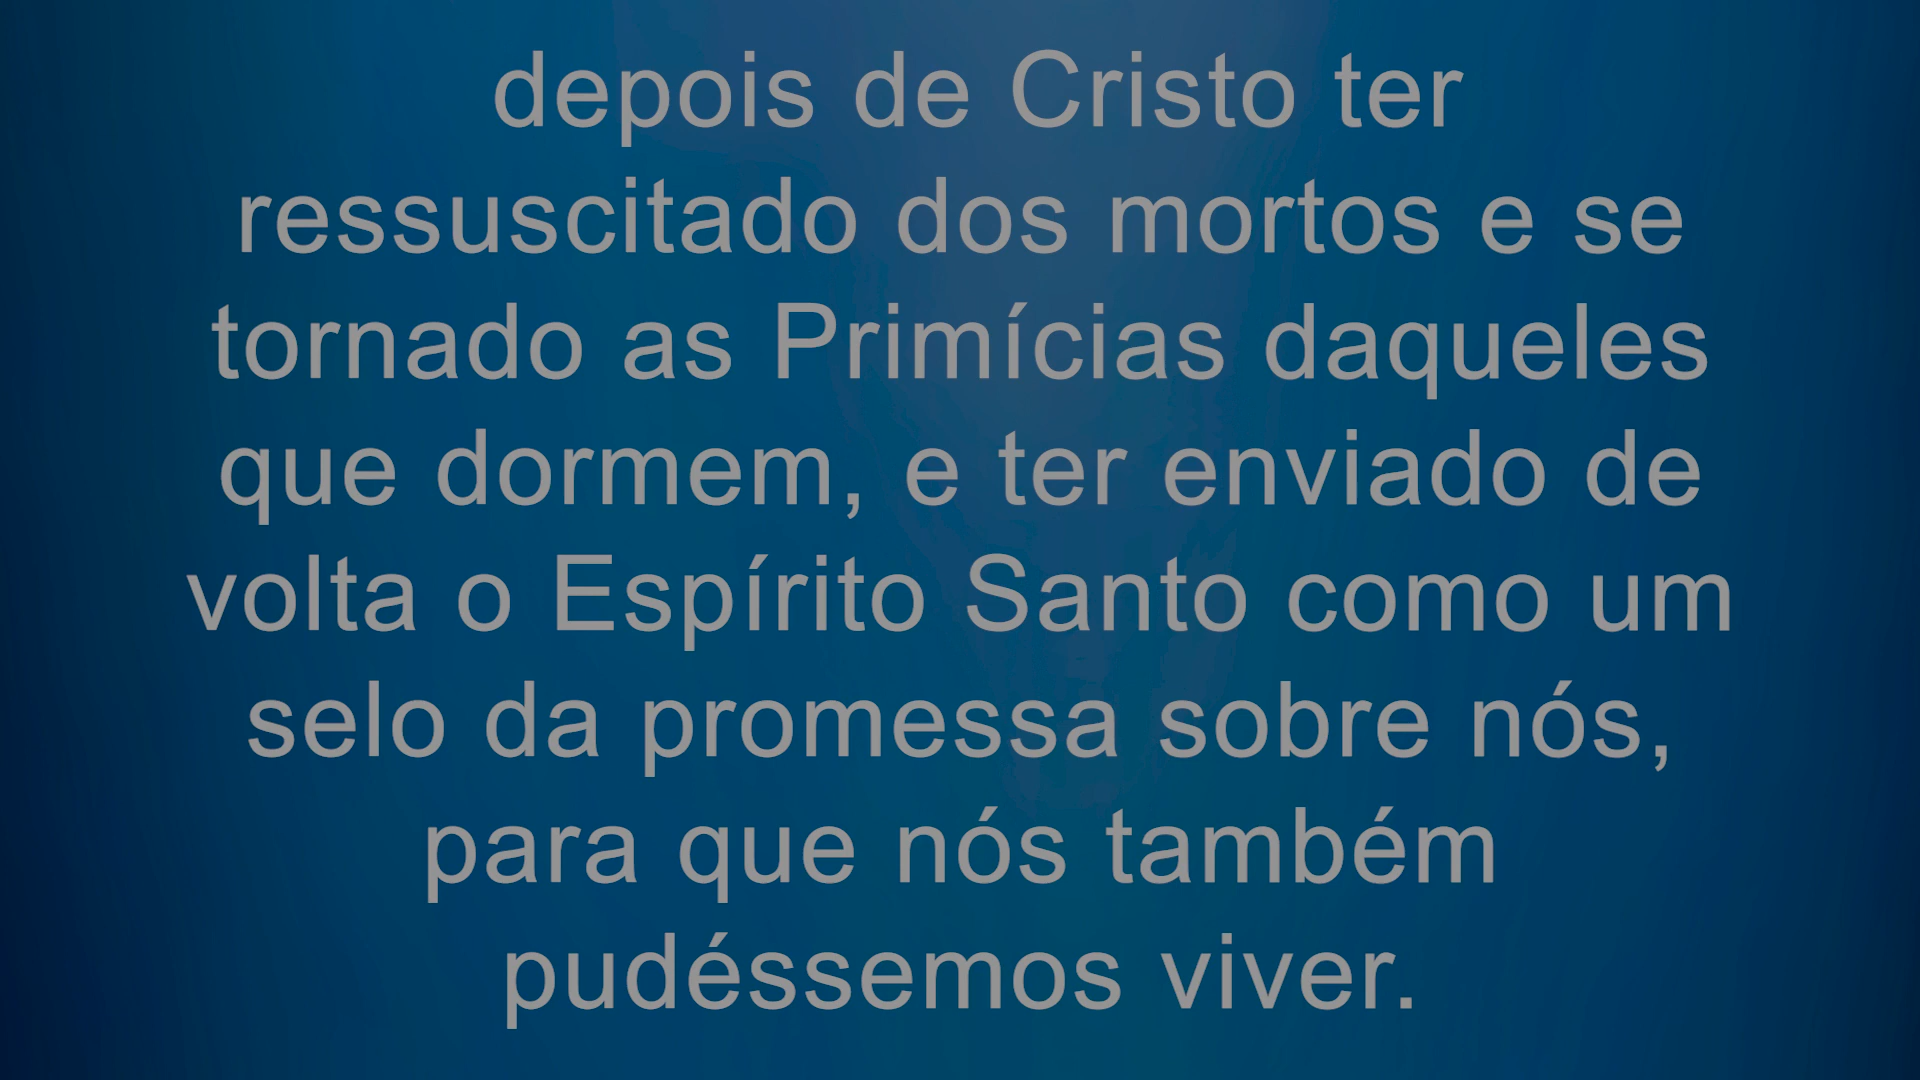 depois de Cristo ter
ressuscitado dos mortos e se
tornado as Primícias daqueles
que dormem, e ter enviado de
volta o Espírito Santo como um
selo da promessa sobre nós,
para que nós também
pudéssemos viver.